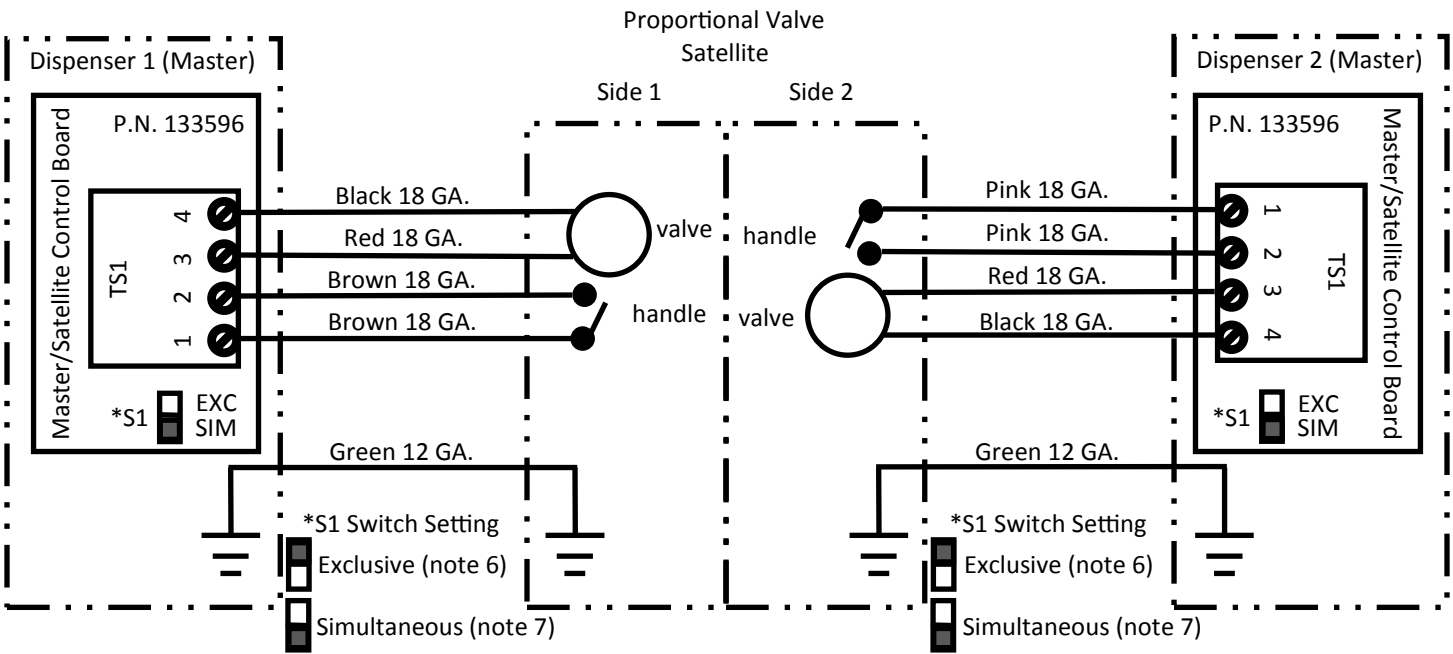 Proportional Valve
Satellite
Dispenser 1 (Master)
Side 1
Side 2
Dispenser 2 (Master)
Master/Satellite Control Board
P.N. 133596
TS1
4
3
2
1
*S1
EXC
SIM
Black 18 GA.
Red 18 GA.
Brown 18 GA.
Brown 18 GA.
Green 12 GA.
valve
handle
handle
valve
Pink 18 GA.
Pink 18 GA.
Red 18 GA.
Black 18 GA.
Green 12 GA.
P.N. 133596
1
2
3
4
TS1
Master/Satellite Control Board
*S1
EXC
SIM
*S1 Switch Setting
Exclusive (note 6)
Simultaneous (note 7)
*S1 Switch Setting
Exclusive (note 6)
Simultaneous (note 7)